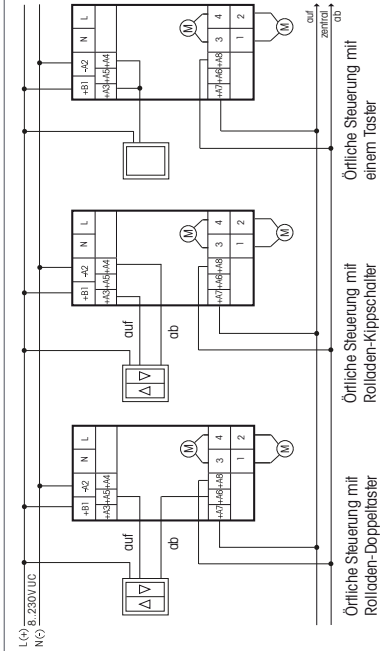 L (+)
8..230V UC
N (-)
+B1 -A2 N L
+A3 +A5 +A4
auf
ab
M
3 4
1 2
M
+A7 +A6 +A8
Örtliche Steuerung mit
Rolladen-Doppeltaster
+B1 -A2 N L
+A3 +A5 +A4
auf
ab
M
3 4
1 2
M
+A7 +A6 +A8
Örtliche Steuerung mit
Rolladen-Kippschalter
+B1 -A2 N L
+A3 +A5 +A4
M
3 4
1 2
M
+A7 +A6 +A8
Örtliche Steuerung mit
einem Taster
auf
zentral
ab